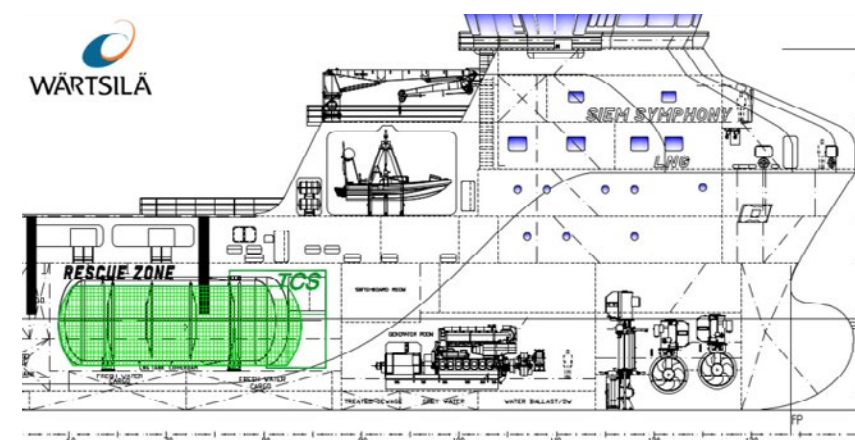 WÄRTSILÄ
SIEM SYMPHONY
LNG
RESCUE ZONE
TCS
SWITCHBOARD ROOM
GENERATOR ROOM
FRESH WATER
CARGO
FRESH WATER
CARGO
TREATED SEWAGE
GREY WATER
WATER BALLAST/DW
FP